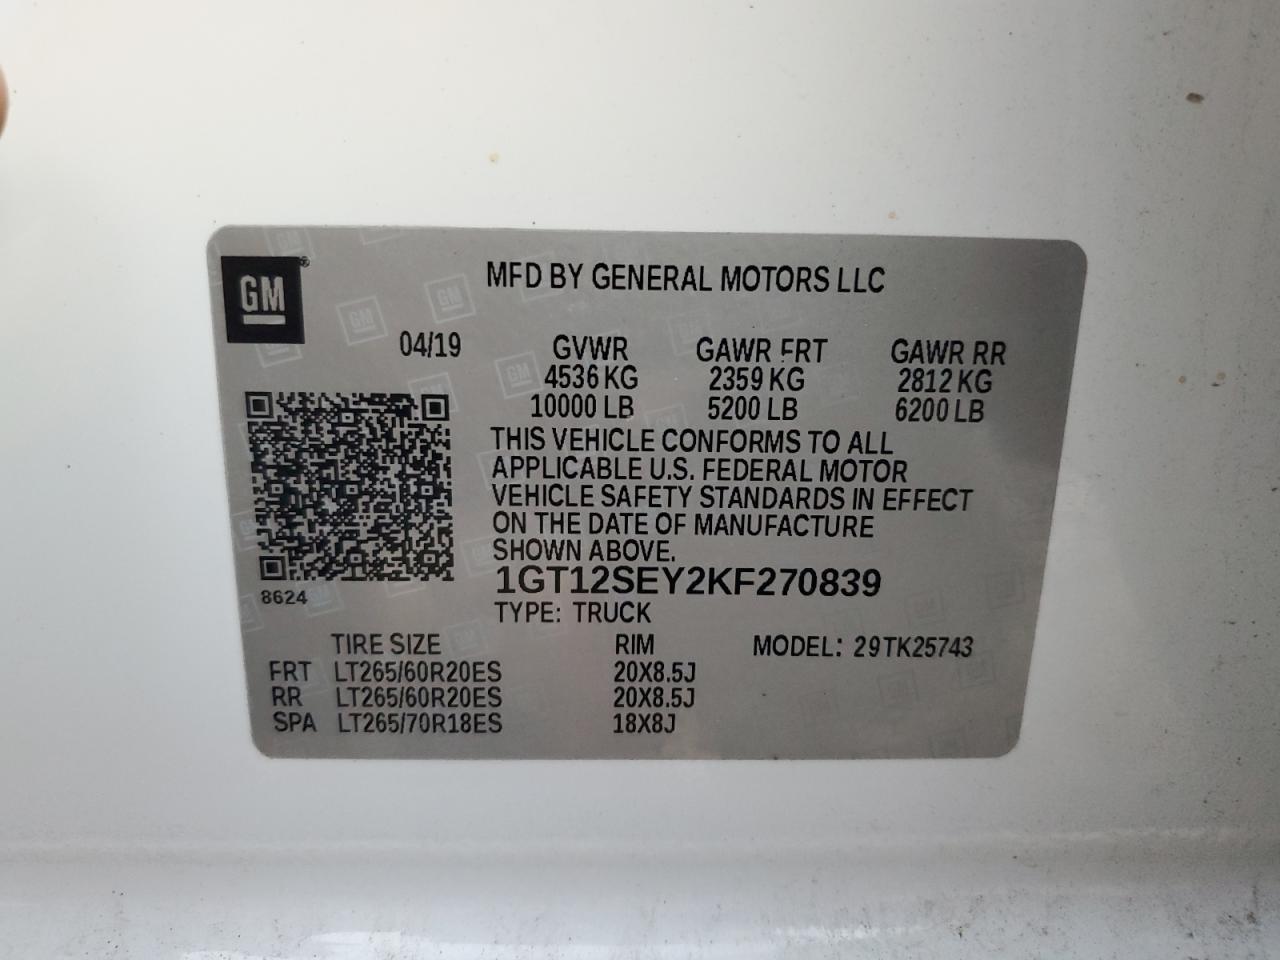 GM®
MFD BY GENERAL MOTORS LLC
04/19 GVWR GAWR FRT GAWR RR
4536 KG 2359 KG 2812 KG
10000 LB 5200 LB 6200 LB
THIS VEHICLE CONFORMS TO ALL
APPLICABLE U.S. FEDERAL MOTOR
VEHICLE SAFETY STANDARDS IN EFFECT
ON THE DATE OF MANUFACTURE
SHOWN ABOVE.
1GT12SEY2KF270839
8624
TYPE: TRUCK
TIRE SIZE RIM MODEL: 29TK25743
FRT LT265/60R20ES 20X8.5J
RR LT265/60R20ES 20X8.5J
SPA LT265/70R18ES 18X8J